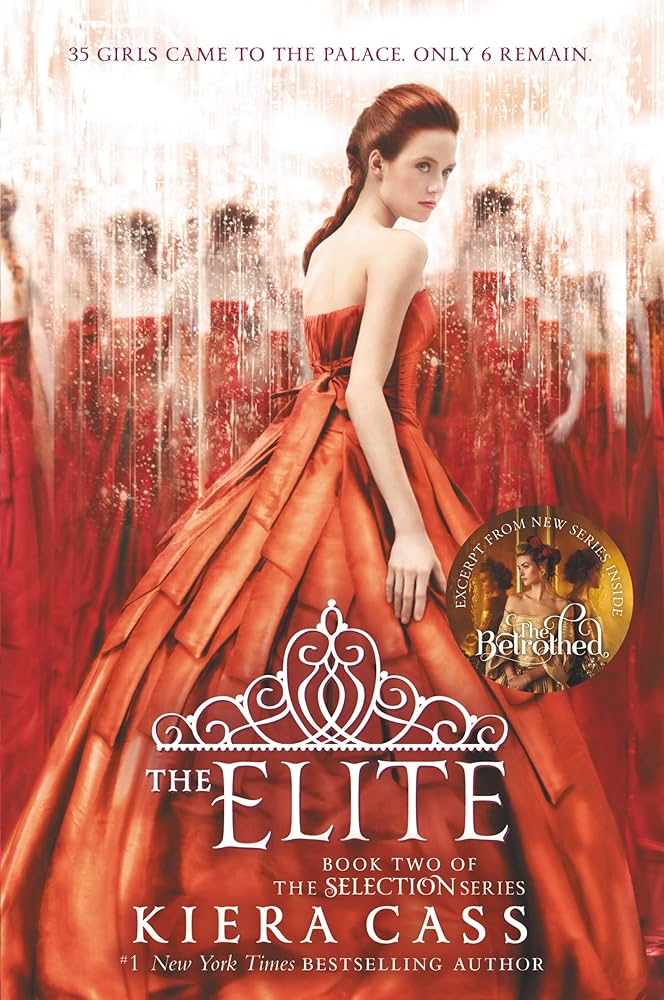 35 GIRLS CAME TO THE PALACE. ONLY 6 REMAIN.
EXCERPT FROM NEW SERIES INSIDE
The
Betrothed
THE ELITE
BOOK TWO OF
THE SELECTION SERIES
KIERA CASS
#1 New York Times BESTSELLING AUTHOR